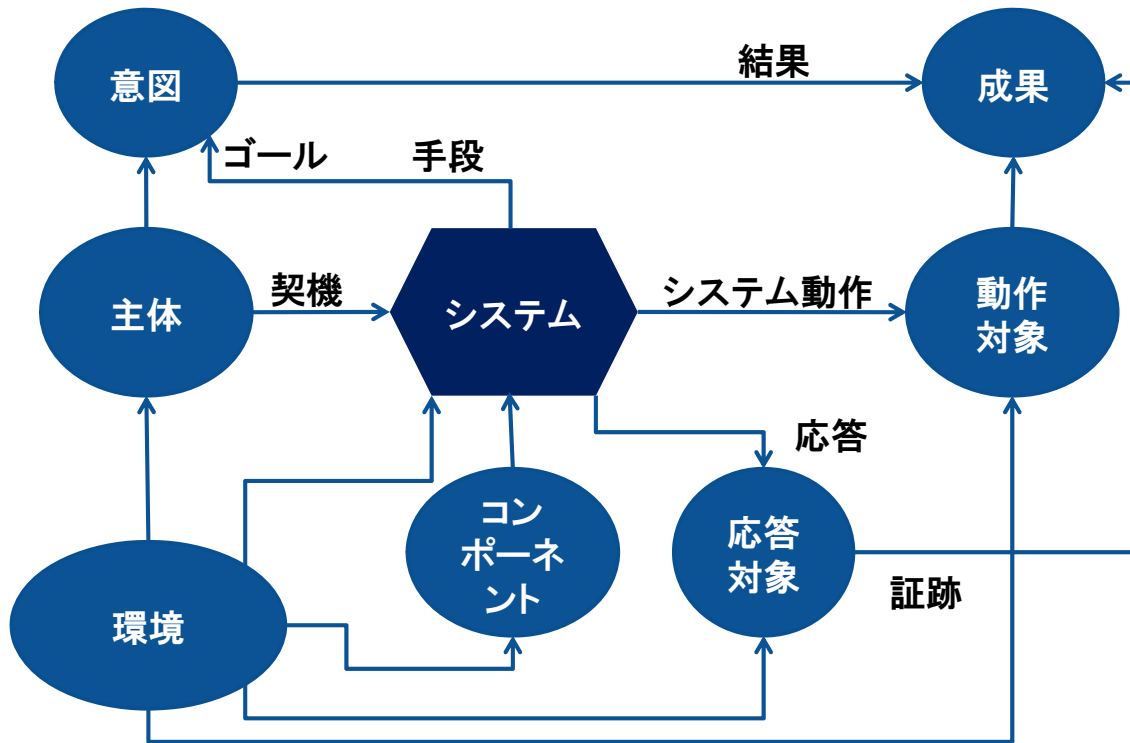 意図
結果
成果
ゴール
手段
主体
契機
システム
システム動作
動作
対象
応答
コン
ポーネ
ント
応答
対象
証跡
環境